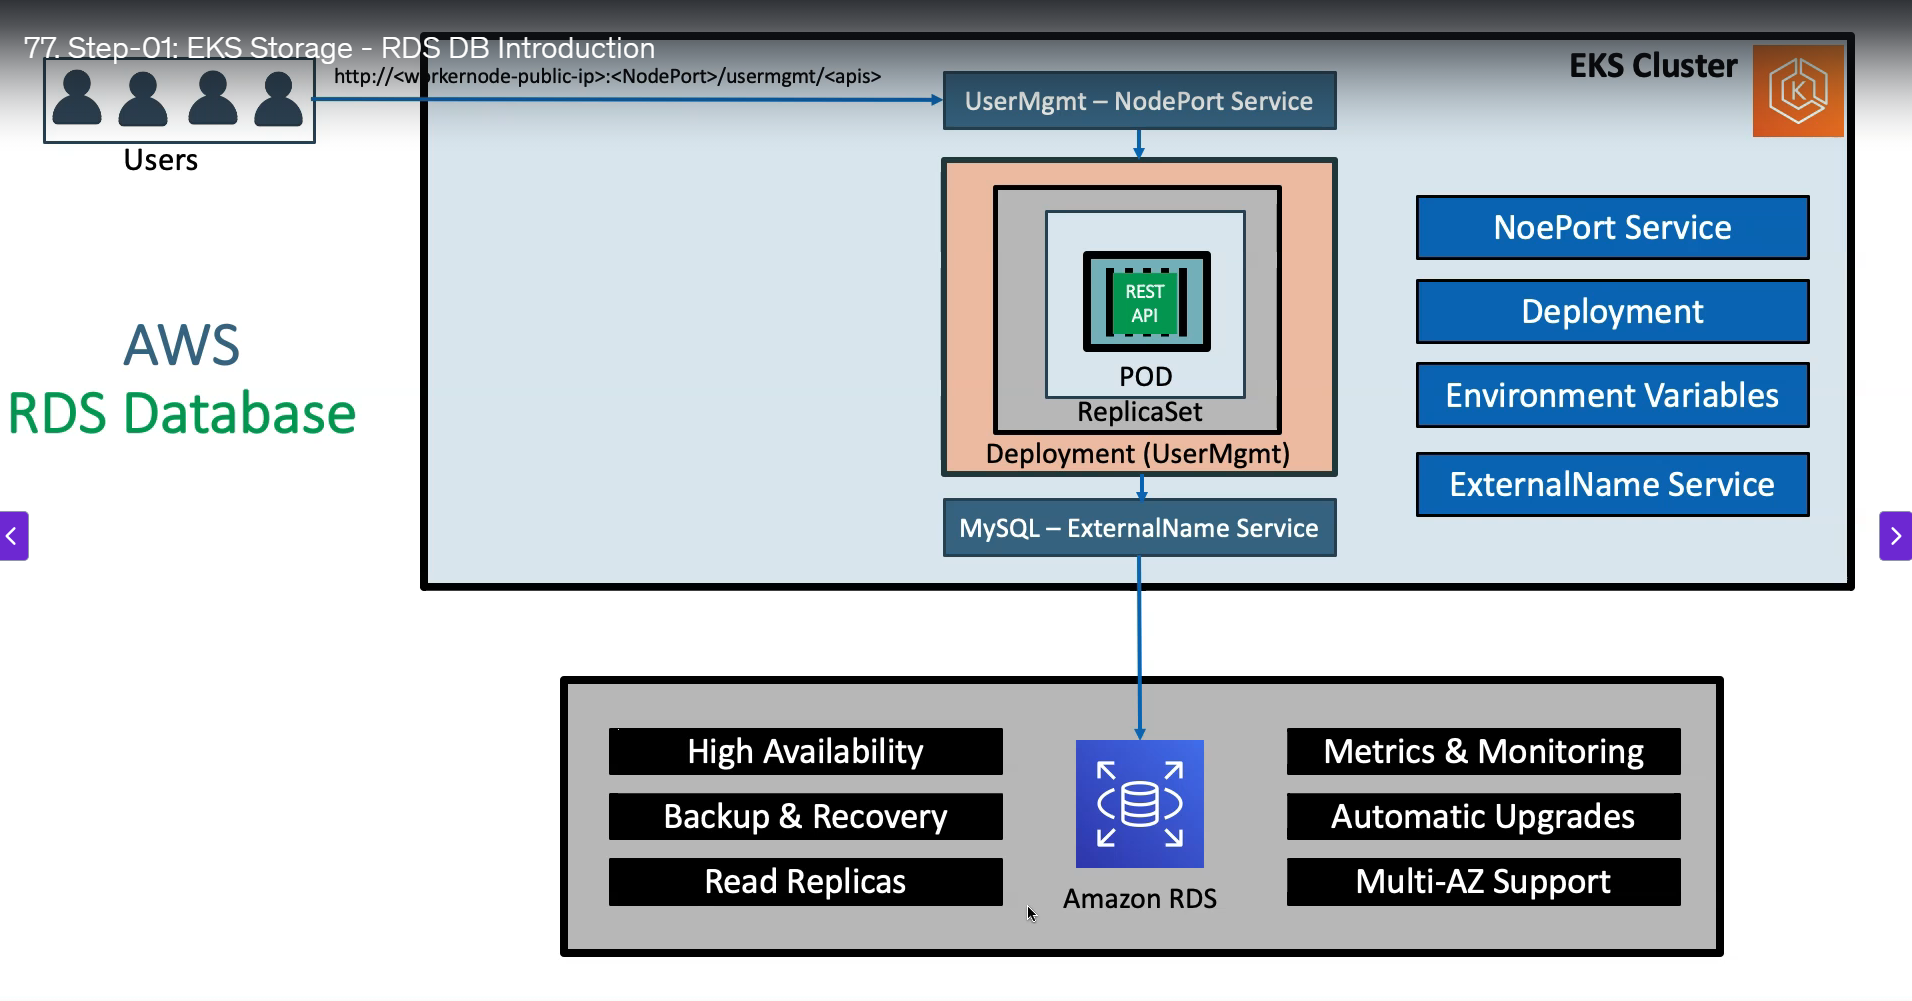 77. Step-01: EKS Storage - RDS DB Introduction
http://<workernode-public-ip>:<NodePort>/usermgmt/<apis>
Users
EKS Cluster
K
UserMgmt – NodePort Service
REST
API
POD
ReplicaSet
Deployment (UserMgmt)
MySQL – ExternalName Service
NoePort Service
Deployment
Environment Variables
ExternalName Service
AWS
RDS Database
High Availability
Backup & Recovery
Read Replicas
Amazon RDS
Metrics & Monitoring
Automatic Upgrades
Multi-AZ Support